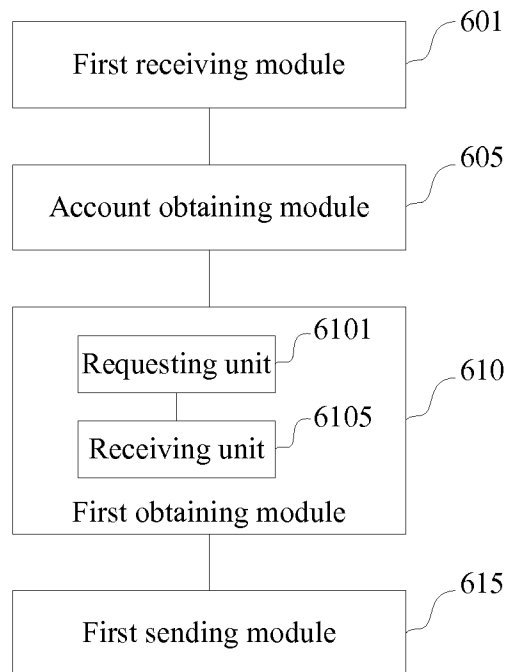 601
First receiving module
605
Account obtaining module
6101
Requesting unit
610
6105
Receiving unit
First obtaining module
615
First sending module